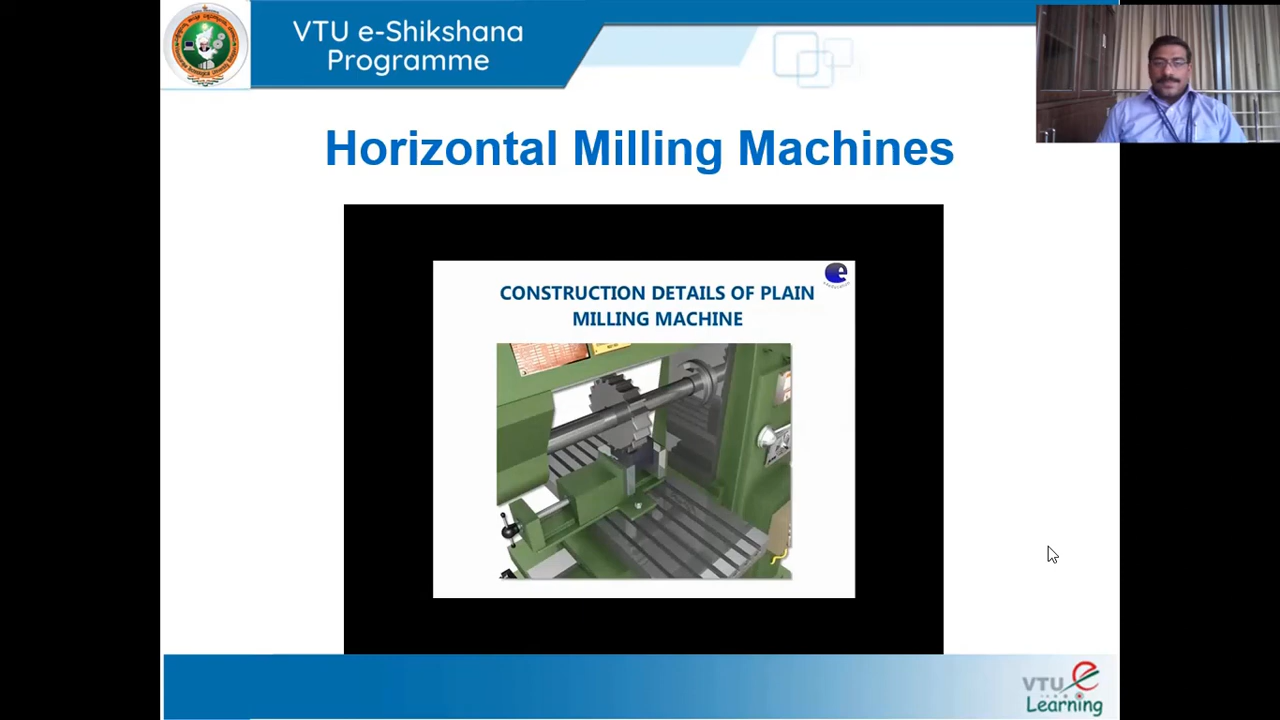 VTU e-Shikshana
Programme
Horizontal Milling Machines
e
CONSTRUCTION DETAILS OF PLAIN
MILLING MACHINE
VTU e
Learning